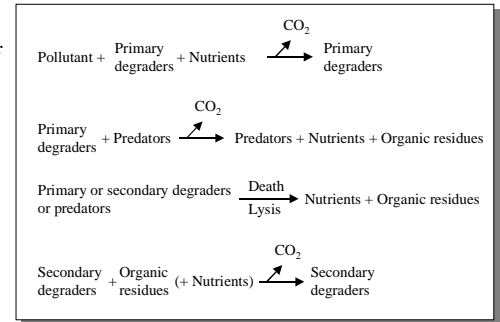 r
CO2
Pollutant + Primary degraders + Nutrients Primary degraders
CO2
Primary degraders + Predators Predators + Nutrients + Organic residues
Primary or secondary degraders or predators Death Lysis Nutrients + Organic residues
CO2
Secondary degraders + Organic residues (+ Nutrients) Secondary degraders